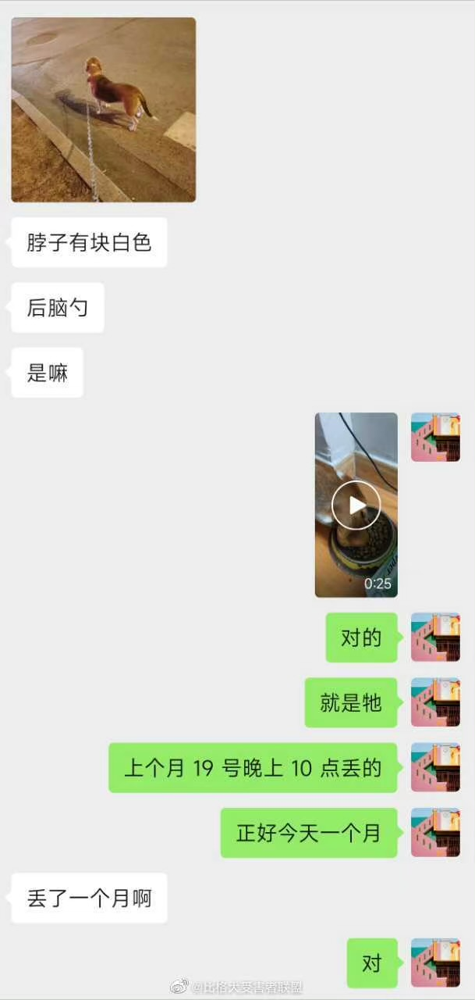 脖子有块白色
后脑勺
是嘛
0:25
对的
就是牠
上个月 19 号晚上 10 点丢的
正好今天一个月
丢了一个月啊
对
@比格犬受害者联盟